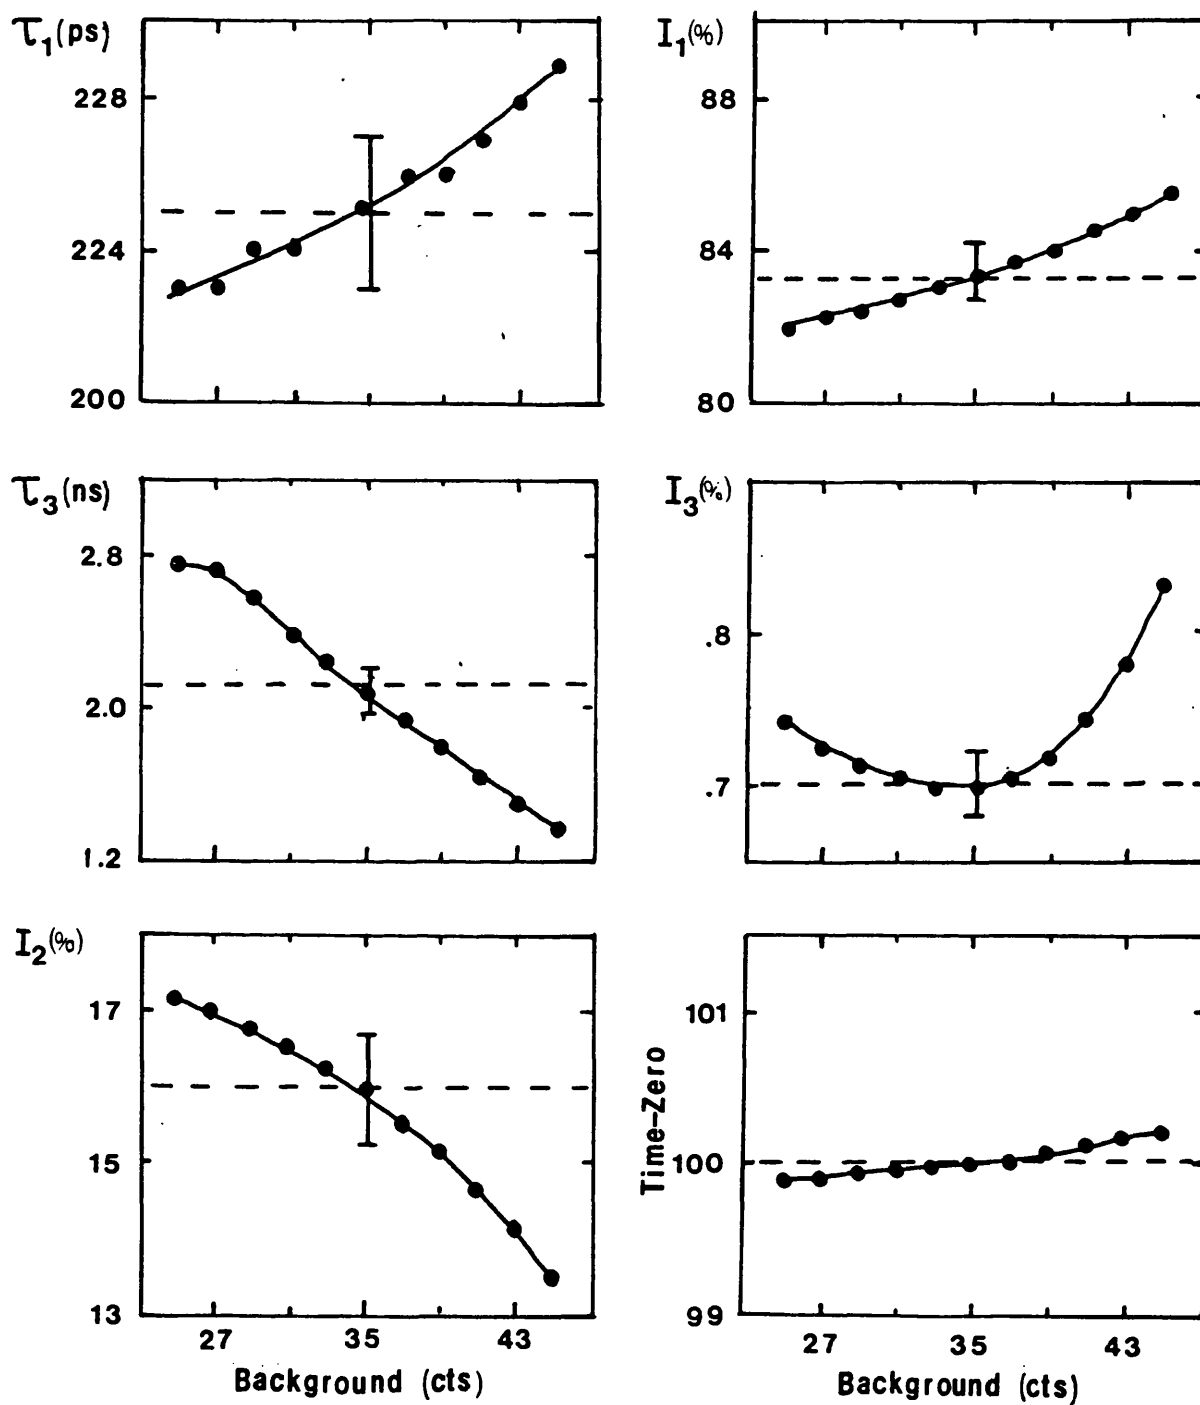 τ₁(ps)
228
224
200
I₁(%)
88
84
80
τ₃(ns)
2.8
2.0
1.2
I₃(%)
.8
.7
I₂(%)
17
15
13
27 35 43
Background (cts)
Time-Zero
101
100
99
27 35 43
Background (cts)